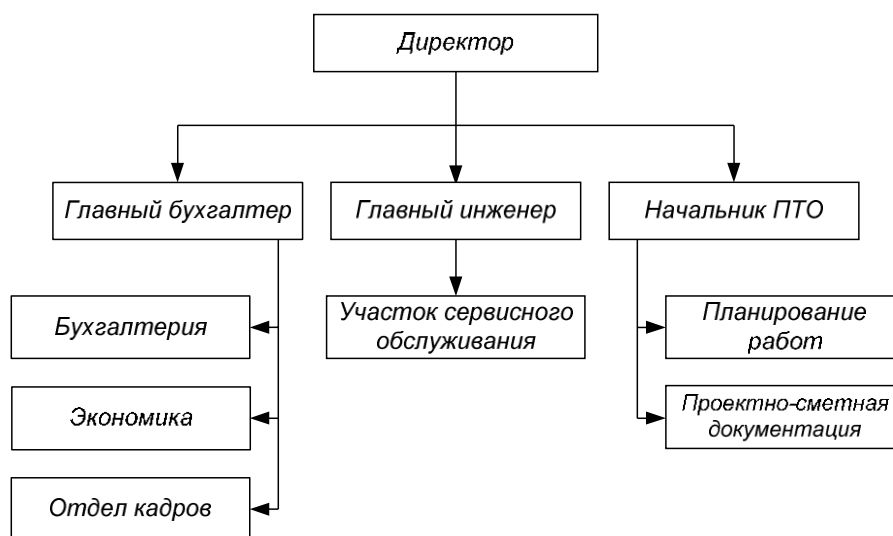 Директор
Главный бухгалтер
Главный инженер
Начальник ПТО
Бухгалтерия
Участок сервисного
обслуживания
Планирование
работ
Экономика
Проектно-сметная
документация
Отдел кадров